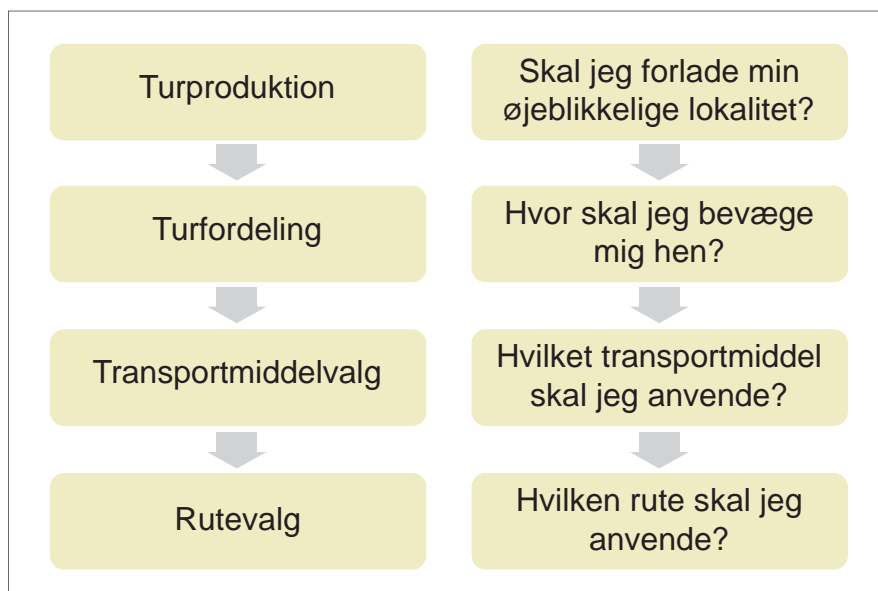 Turproduktion
Skal jeg forlade min
øjeblikkelige lokalitet?
Turfordeling
Hvor skal jeg bevæge
mig hen?
Transportmiddelvalg
Hvilket transportmiddel
skal jeg anvende?
Rutevalg
Hvilken rute skal jeg
anvende?